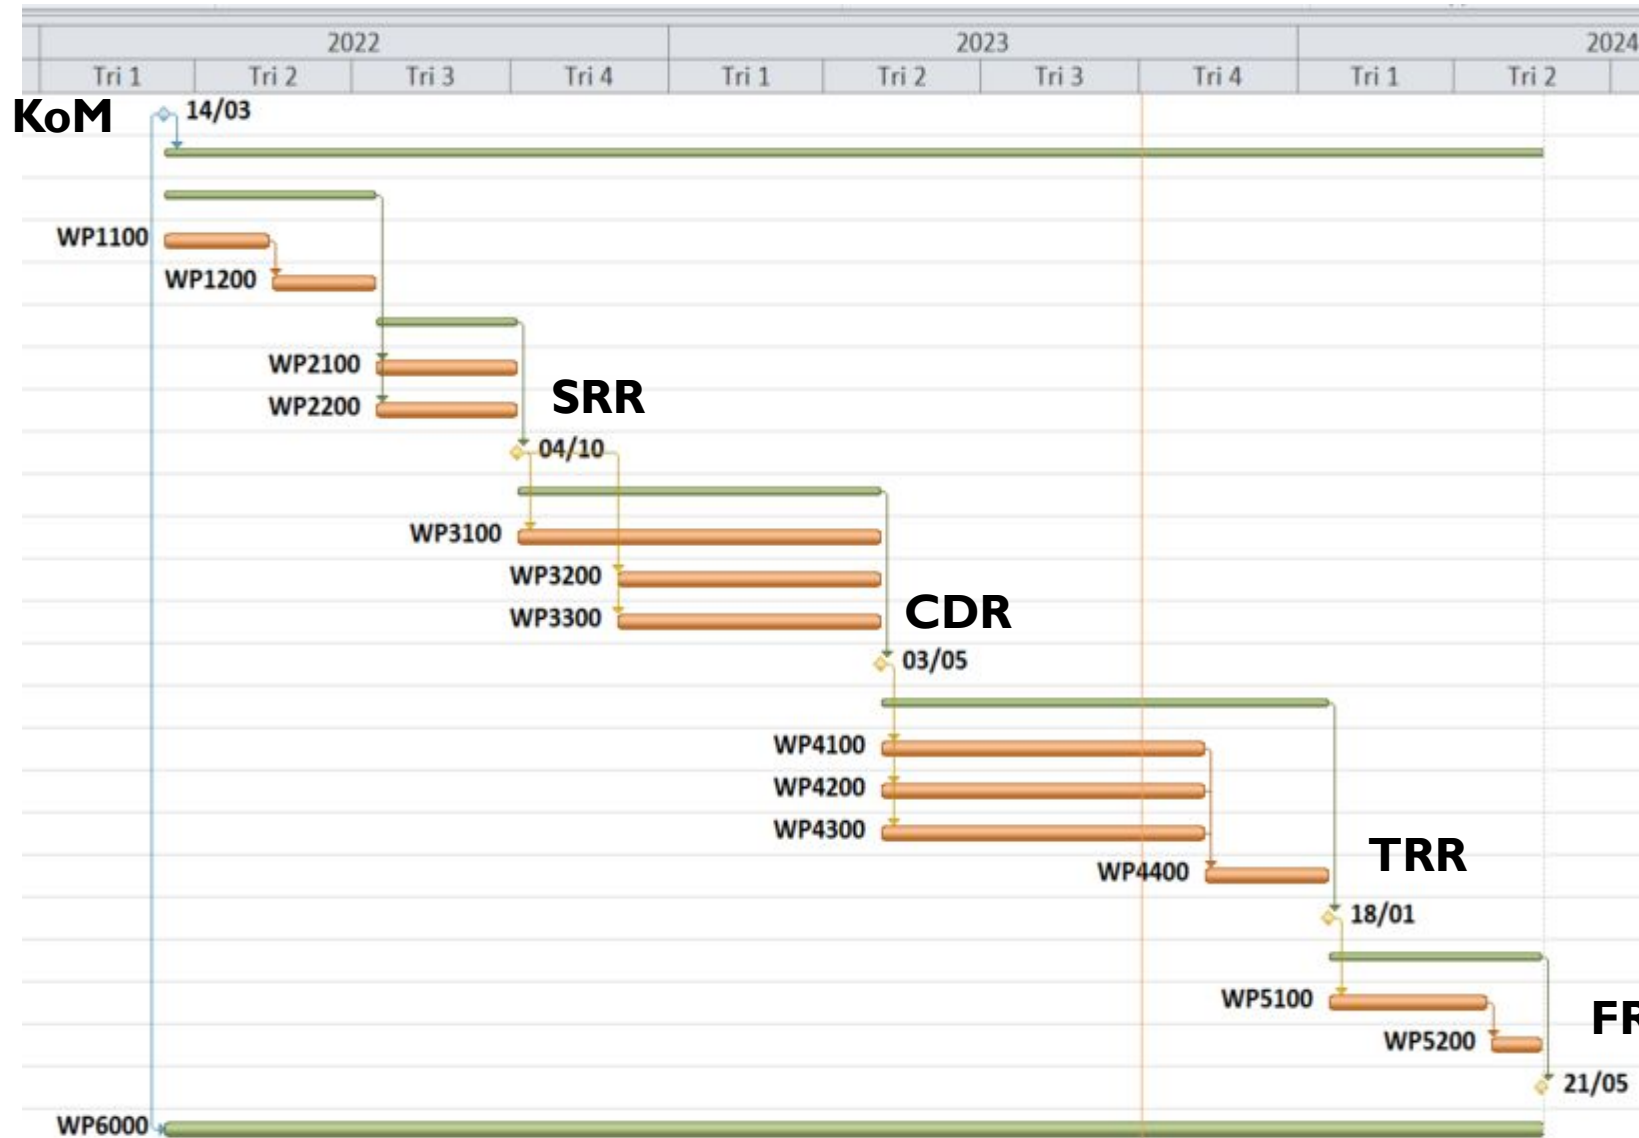 2022 2023 2024
Tri 1 Tri 2 Tri 3 Tri 4 Tri 1 Tri 2 Tri 3 Tri 4 Tri 1 Tri 2
KoM 14/03
WP1100
WP1200
WP2100
SRR
WP2200
04/10
WP3100
WP3200
CDR
WP3300
03/05
WP4100
WP4200
WP4300
TRR
WP4400
18/01
WP5100
FR
WP5200
21/05
WP6000